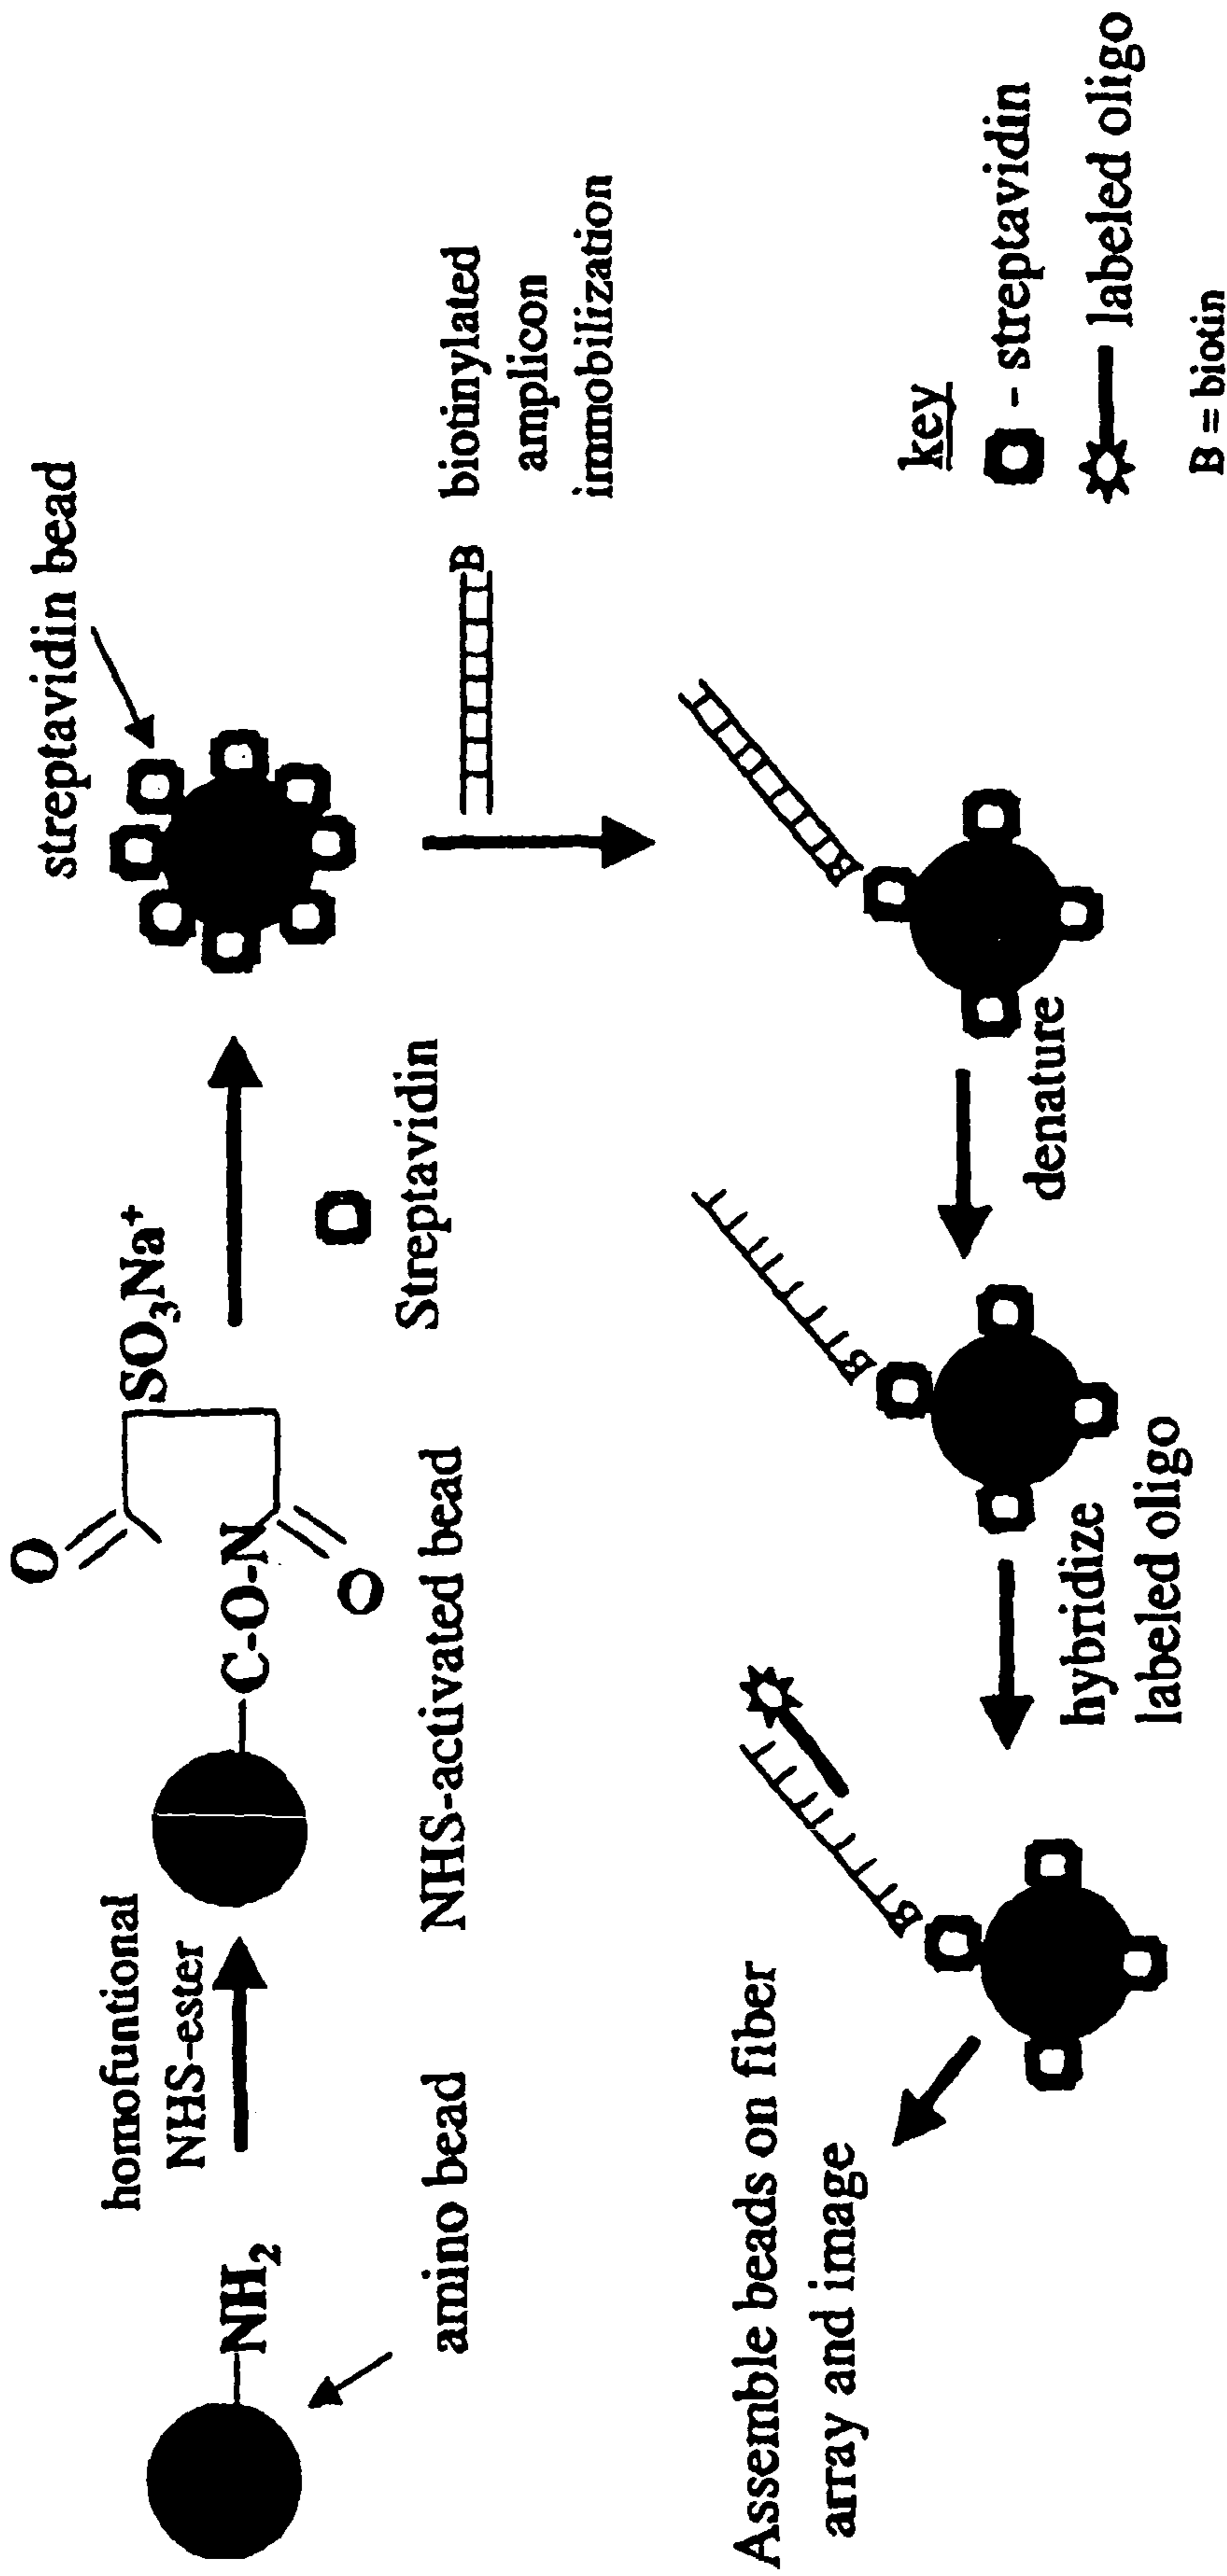 homofuntional
NHS-ester
NH₂
amino bead
C-O-N
O
O
SO₃Na⁺
NHS-activated bead
Streptavidin
streptavidin bead
B
biotinylated
amplicon
immobilization
B
denature
B
hybridize
labeled oligo
B
Assemble beads on fiber
array and image
key
- streptavidin
labeled oligo
B = biotin